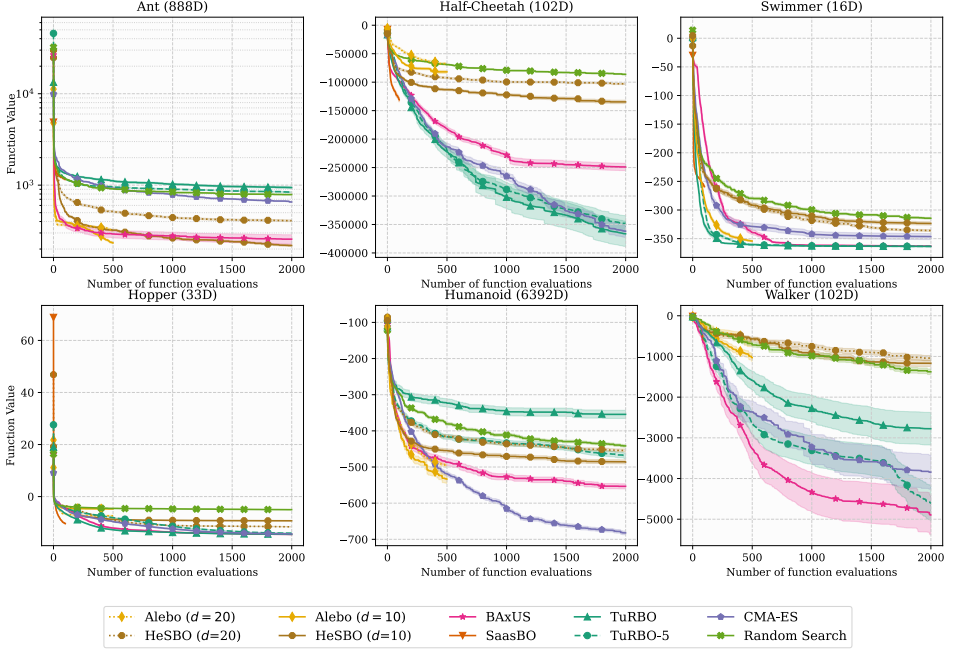 Ant (888D) Half-Cheetah (102D) Swimmer (16D)
Function Value
10^4
10^3
0 500 1000 1500 2000
Number of function evaluations
0
−50000
−100000
−150000
−200000
−250000
−300000
−350000
−400000
0 500 1000 1500 2000
Number of function evaluations
0
−50
−100
−150
−200
−250
−300
−350
0 500 1000 1500 2000
Number of function evaluations
Hopper (33D) Humanoid (6392D) Walker (102D)
Function Value
60
40
20
0
0 500 1000 1500 2000
Number of function evaluations
−100
−200
−300
−400
−500
−600
−700
0 500 1000 1500 2000
Number of function evaluations
0
−1000
−2000
−3000
−4000
−5000
0 500 1000 1500 2000
Number of function evaluations
Alebo (d = 20) Alebo (d = 10) BAxUS TuRBO CMA-ES
HeSBO (d=20) HeSBO (d=10) SaasBO TuRBO-5 Random Search